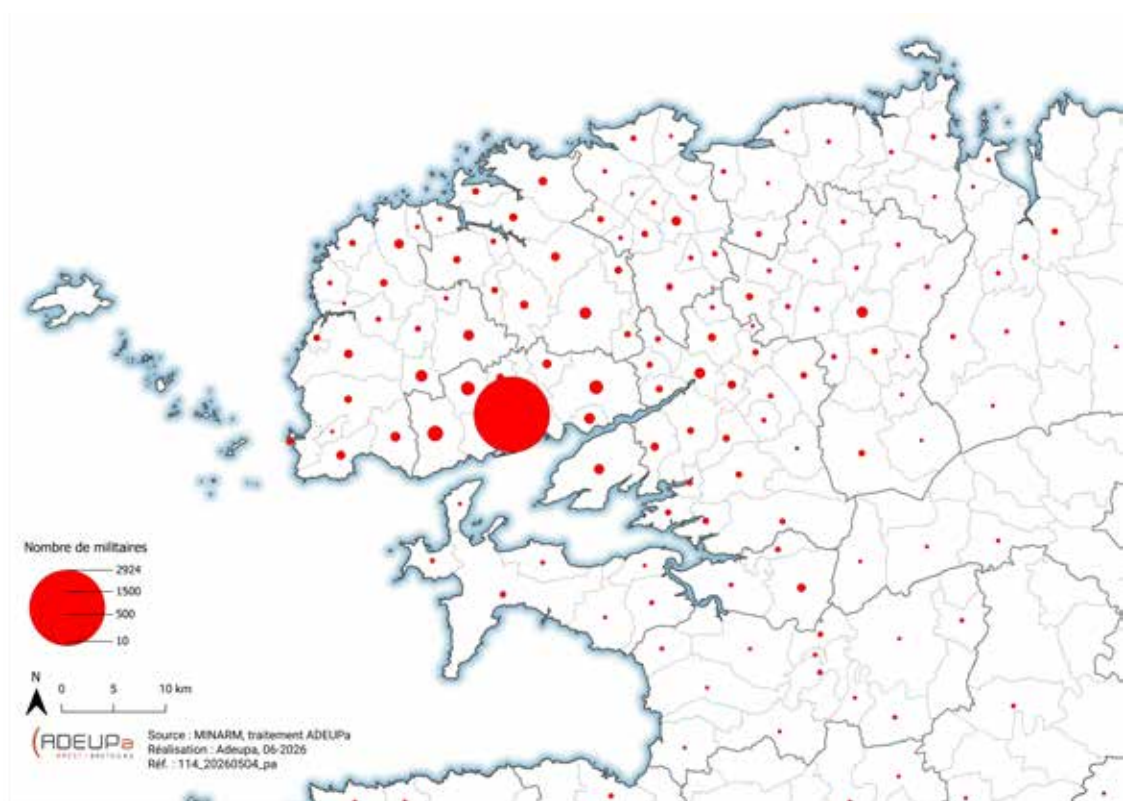 Nombre de militaires
2924
1500
500
10
N
0 5 10 km
ADEUPa
BREST • BRETAGNE
Source : MINARM, traitement ADEUPa
Réalisation : Adeupa, 06-2026
Réf. : 114_20260504_pa